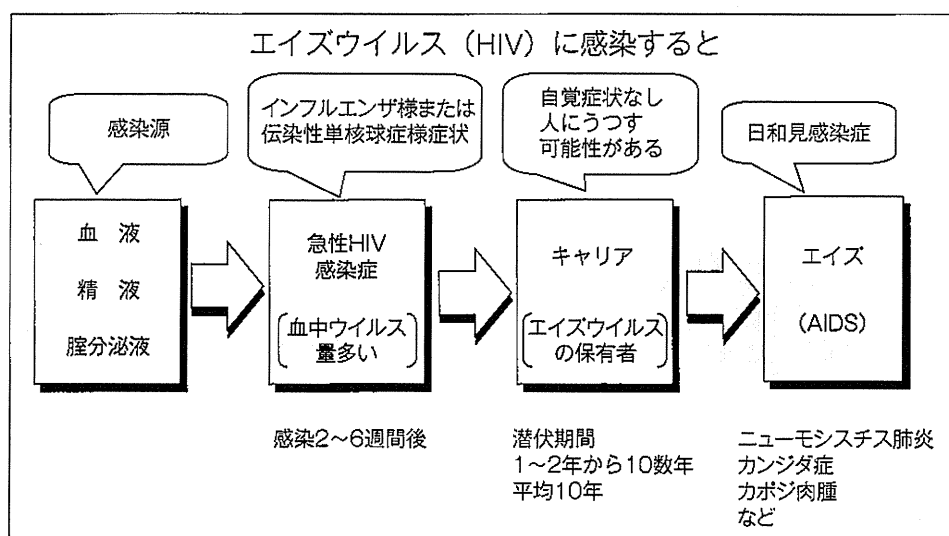 エイズウイルス（HIV）に感染すると
感染源
血　液
精　液
膣分泌液
インフルエンザ様または
伝染性単核球症様症状
急性HIV
感染症
血中ウイルス
量多い
感染2〜6週間後
自覚症状なし
人にうつす
可能性がある
キャリア
エイズウイルス
の保有者
潜伏期間
1〜2年から10数年
平均10年
日和見感染症
エイズ
(AIDS)
ニューモシスチス肺炎
カンジダ症
カポジ肉腫
など